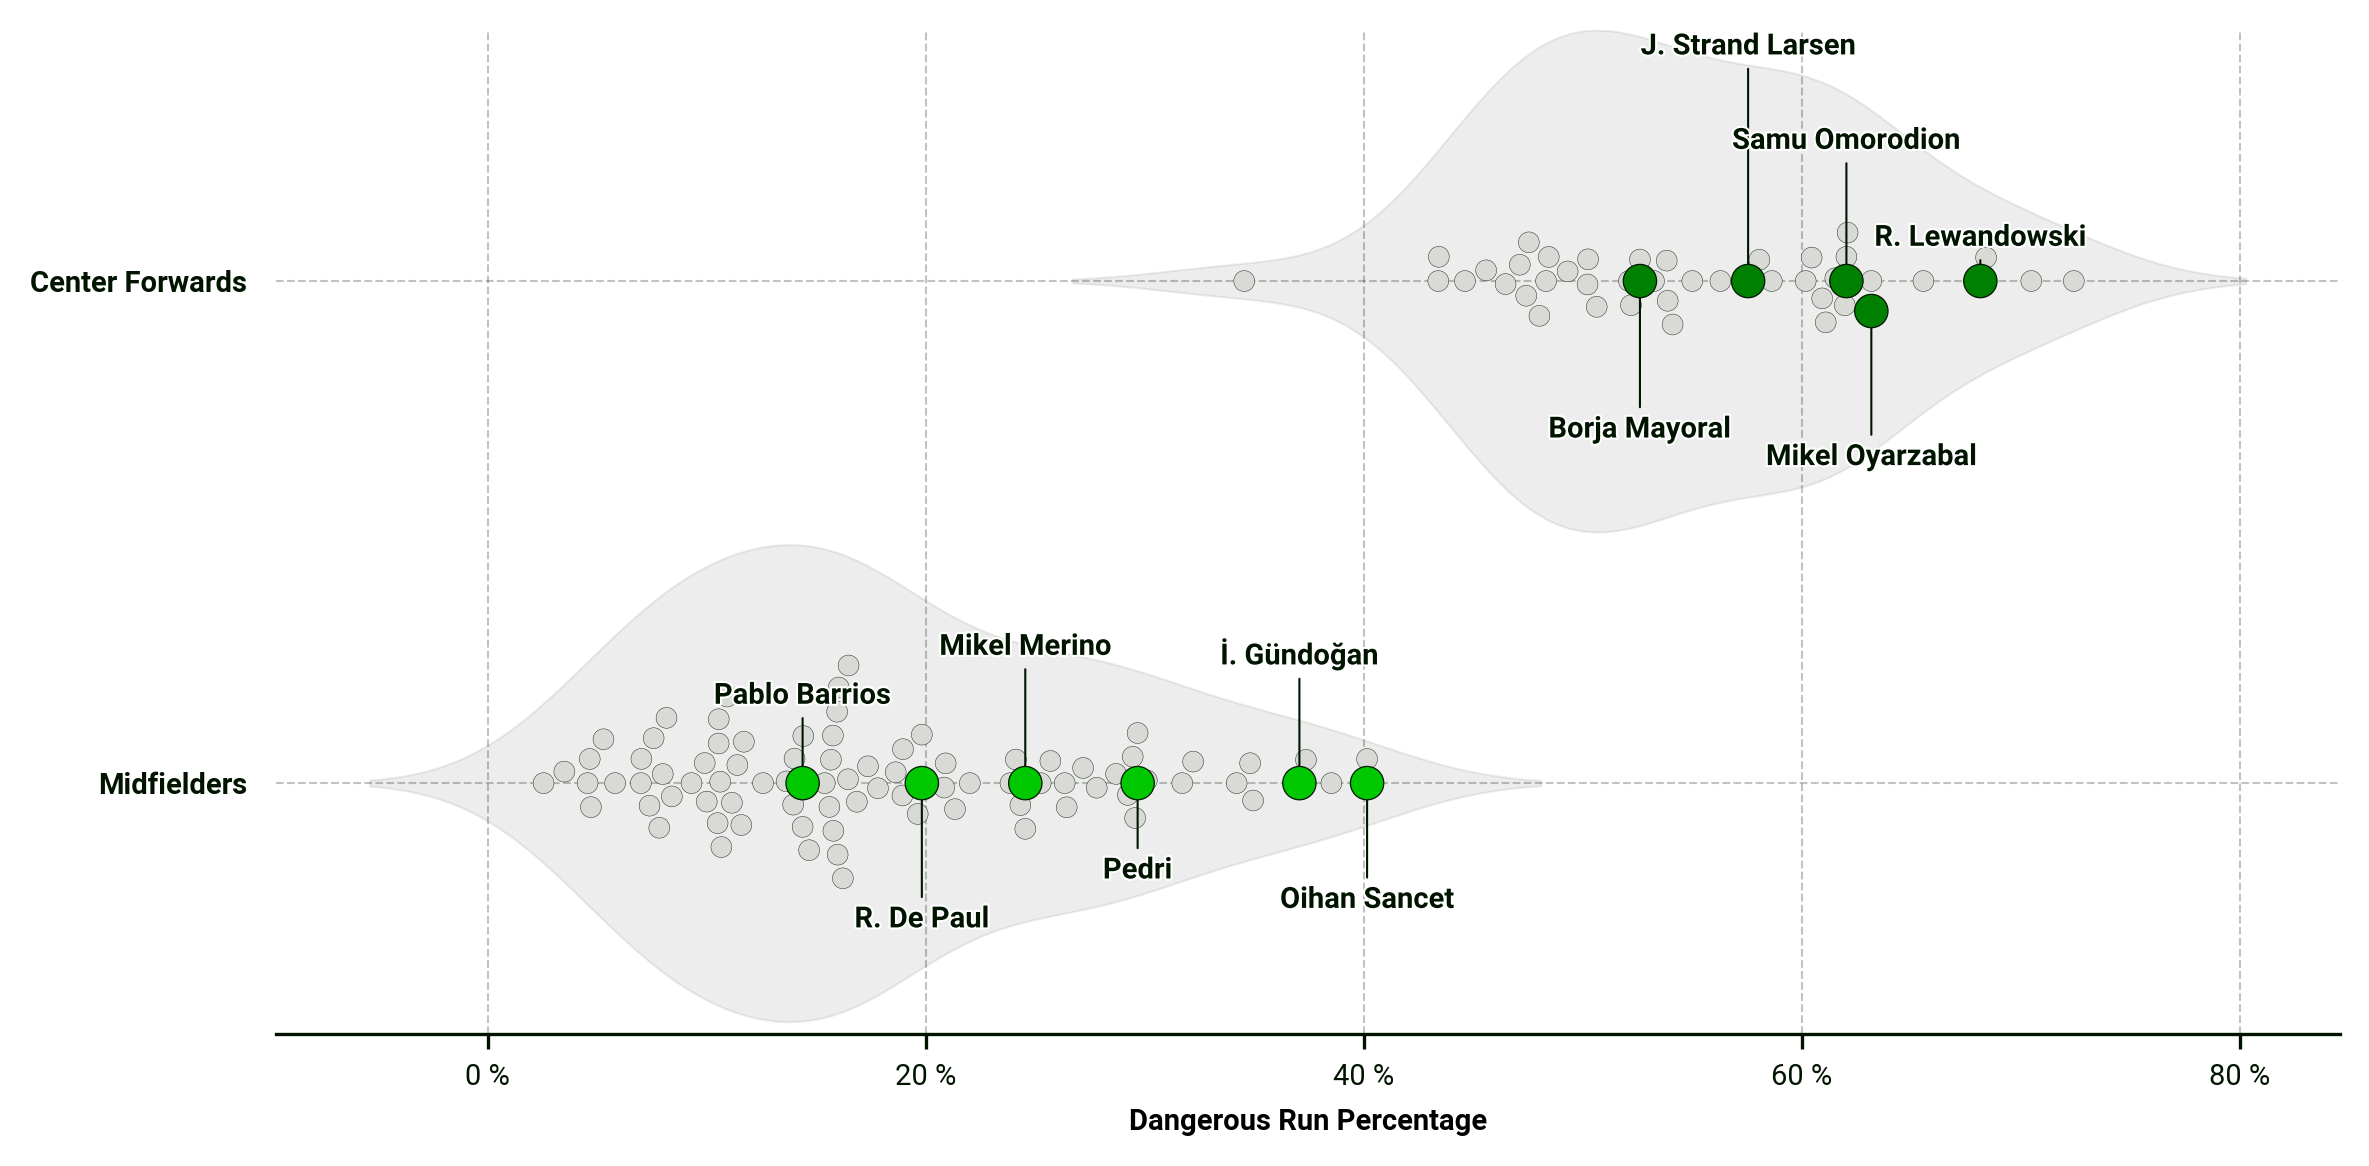 J. Strand Larsen
Samu Omorodion
R. Lewandowski
Center Forwards
Borja Mayoral
Mikel Oyarzabal
Mikel Merino
İ. Gündoğan
Pablo Barrios
Midfielders
Pedri
Oihan Sancet
R. De Paul
0 %
20 %
40 %
60 %
80 %
Dangerous Run Percentage